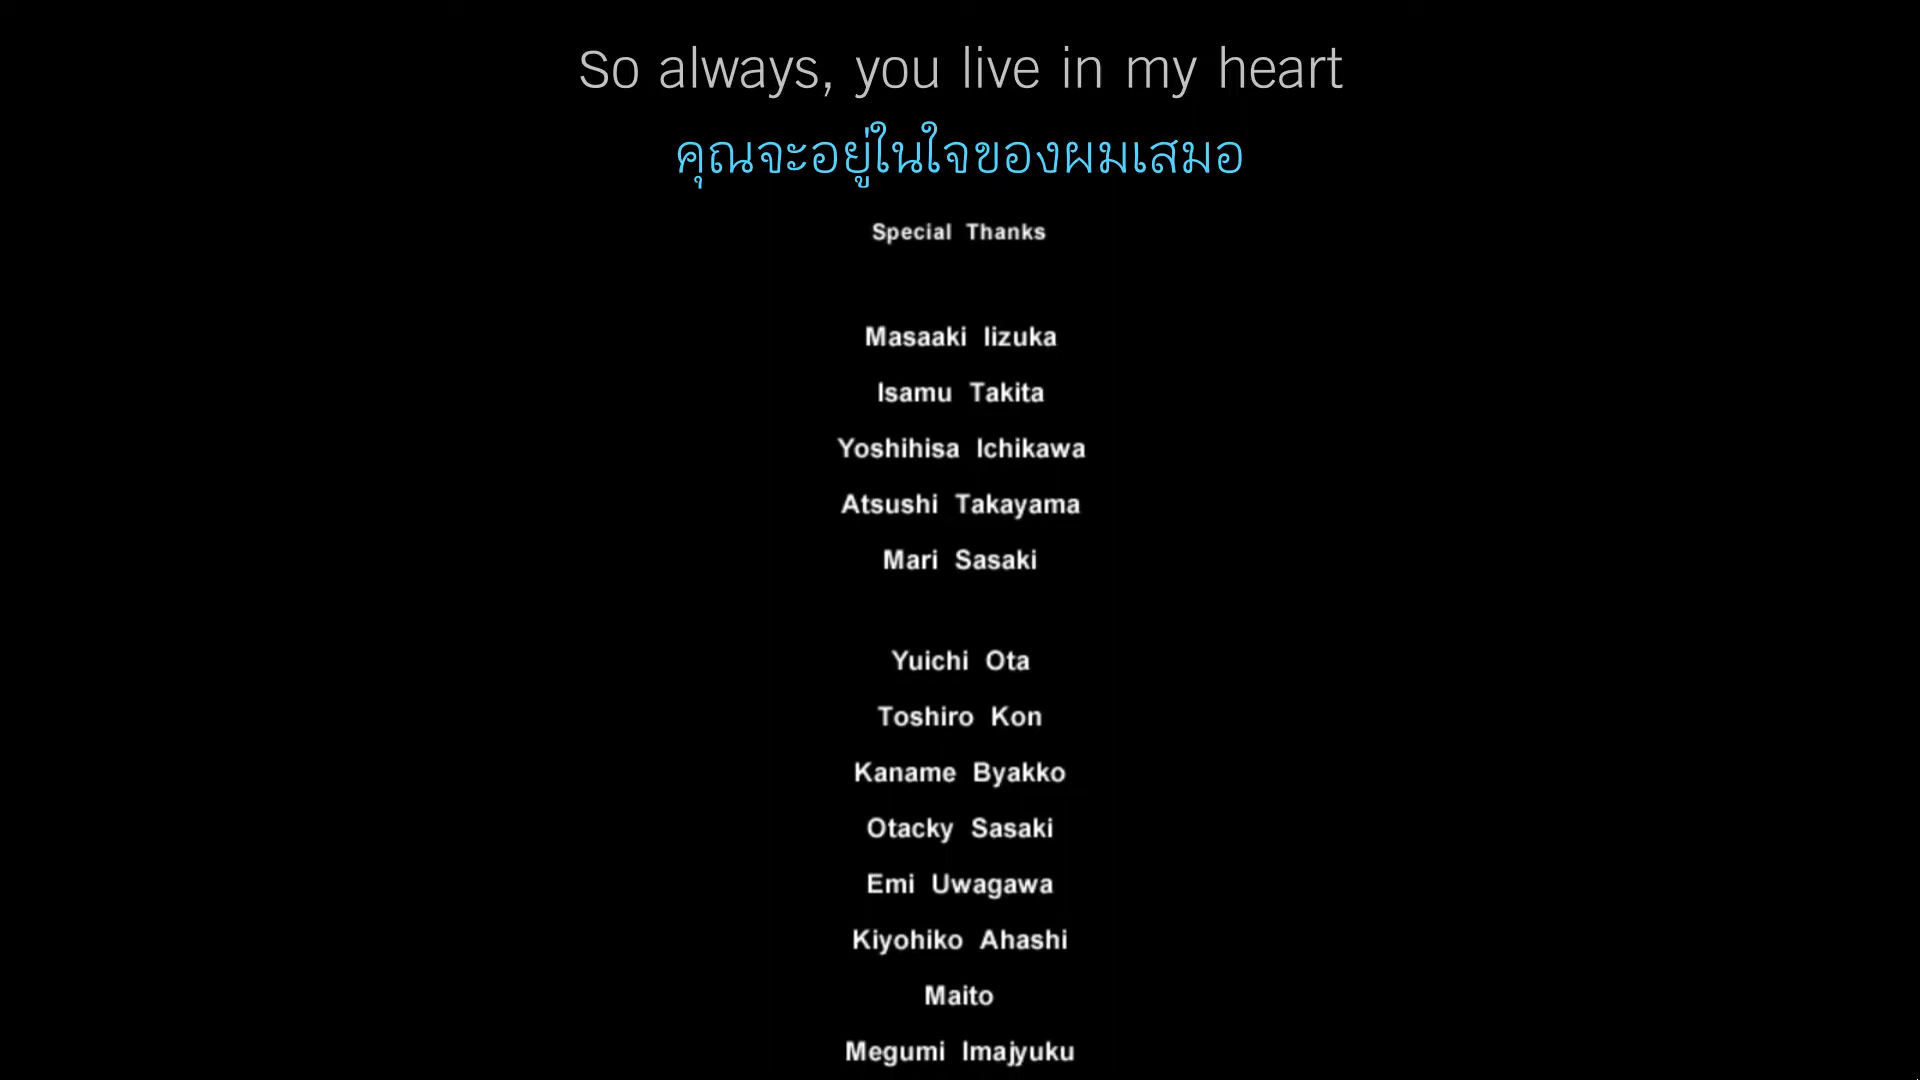 So always, you live in my heart
คุณจะอยู่ในใจของผมเสมอ
Special Thanks
Masaaki Iizuka
Isamu Takita
Yoshihisa Ichikawa
Atsushi Takayama
Mari Sasaki
Yuichi Ota
Toshiro Kon
Kaname Byakko
Otacky Sasaki
Emi Uwagawa
Kiyohiko Ahashi
Maito
Megumi Imajyuku